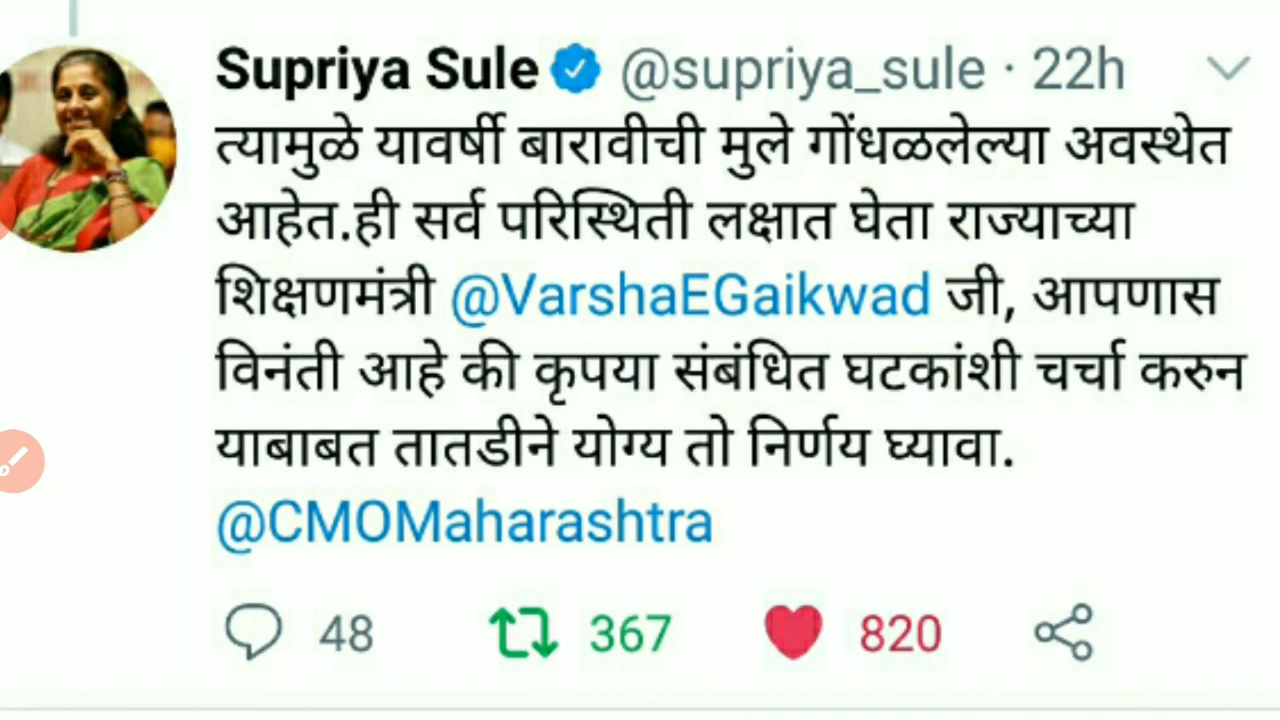 Supriya Sule @supriya_sule · 22h
त्यामुळे यावर्षी बारावीची मुले गोंधळलेल्या अवस्थेत
आहेत.ही सर्व परिस्थिती लक्षात घेता राज्याच्या
शिक्षणमंत्री @VarshaEGaikwad जी, आपणास
विनंती आहे की कृपया संबंधित घटकांशी चर्चा करुन
याबाबत तातडीने योग्य तो निर्णय घ्यावा.
@CMOMaharashtra
48 367 820